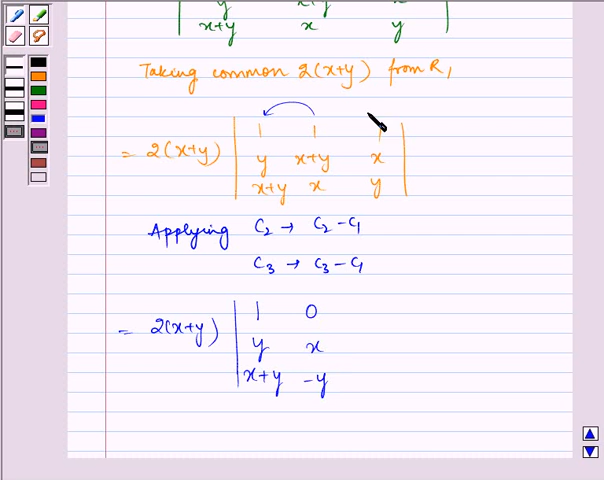 y x+y x
x+y x y
Taking common 2(x+y) from R1
= 2(x+y) | 1 1 1 |
| y x+y x |
| x+y x y |
Applying C2 → C2 - C1
C3 → C3 - C1
= 2(x+y) | 1 0
| y x
| x+y -y